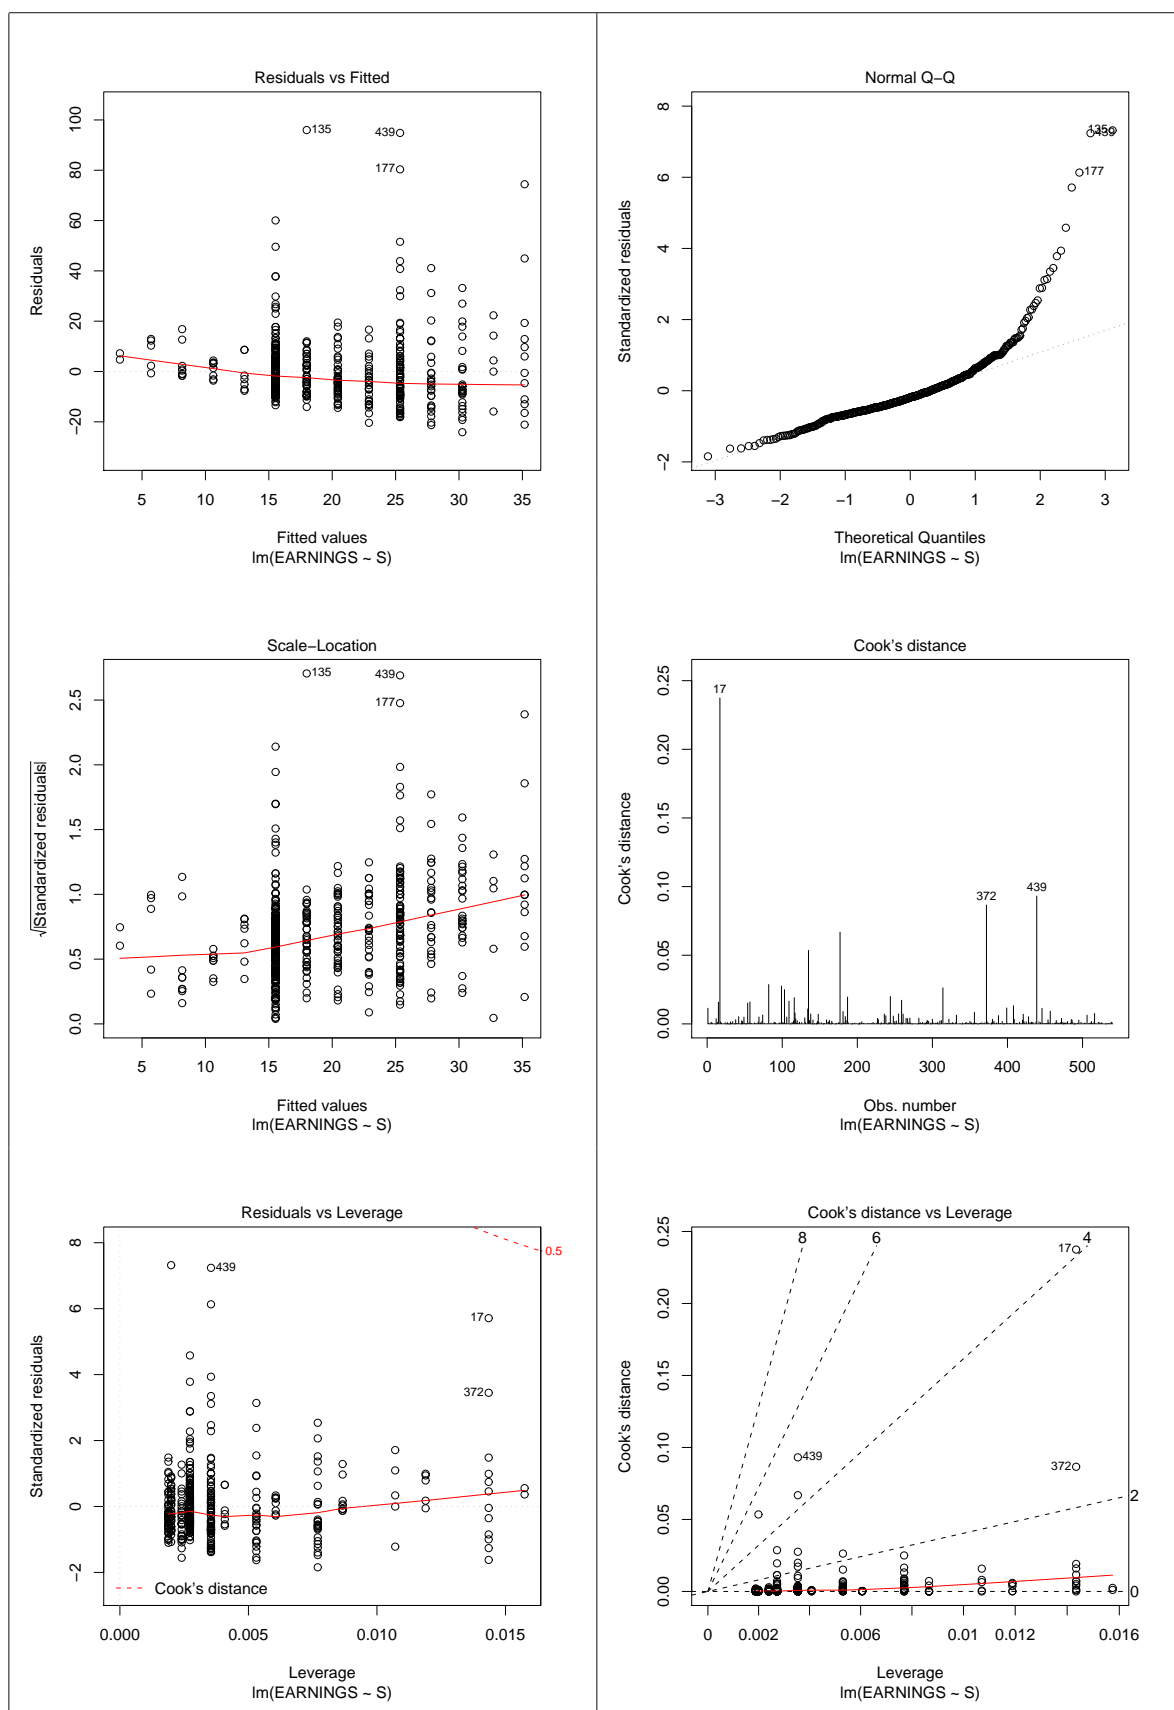 Residuals vs Fitted
Residuals
100
80
60
40
20
0
−20
135
439
177
5 10 15 20 25 30 35
Fitted values
lm(EARNINGS ~ S)
Normal Q−Q
Standardized residuals
8
6
4
2
0
−2
135
439
177
−3 −2 −1 0 1 2 3
Theoretical Quantiles
lm(EARNINGS ~ S)
Scale−Location
√|Standardized residuals|
2.5
2.0
1.5
1.0
0.5
0.0
135
439
177
5 10 15 20 25 30 35
Fitted values
lm(EARNINGS ~ S)
Cook's distance
Cook's distance
0.25
0.20
0.15
0.10
0.05
0.00
17
372
439
0 100 200 300 400 500
Obs. number
lm(EARNINGS ~ S)
Residuals vs Leverage
Standardized residuals
8
6
4
2
0
−2
0.5
439
17
372
Cook's distance
0.000 0.005 0.010 0.015
Leverage
lm(EARNINGS ~ S)
Cook's distance vs Leverage
Cook's distance
0.25
0.20
0.15
0.10
0.05
0.00
8 6 4
17
439
372
2
0
0 0.002 0.006 0.01 0.012 0.016
Leverage
lm(EARNINGS ~ S)